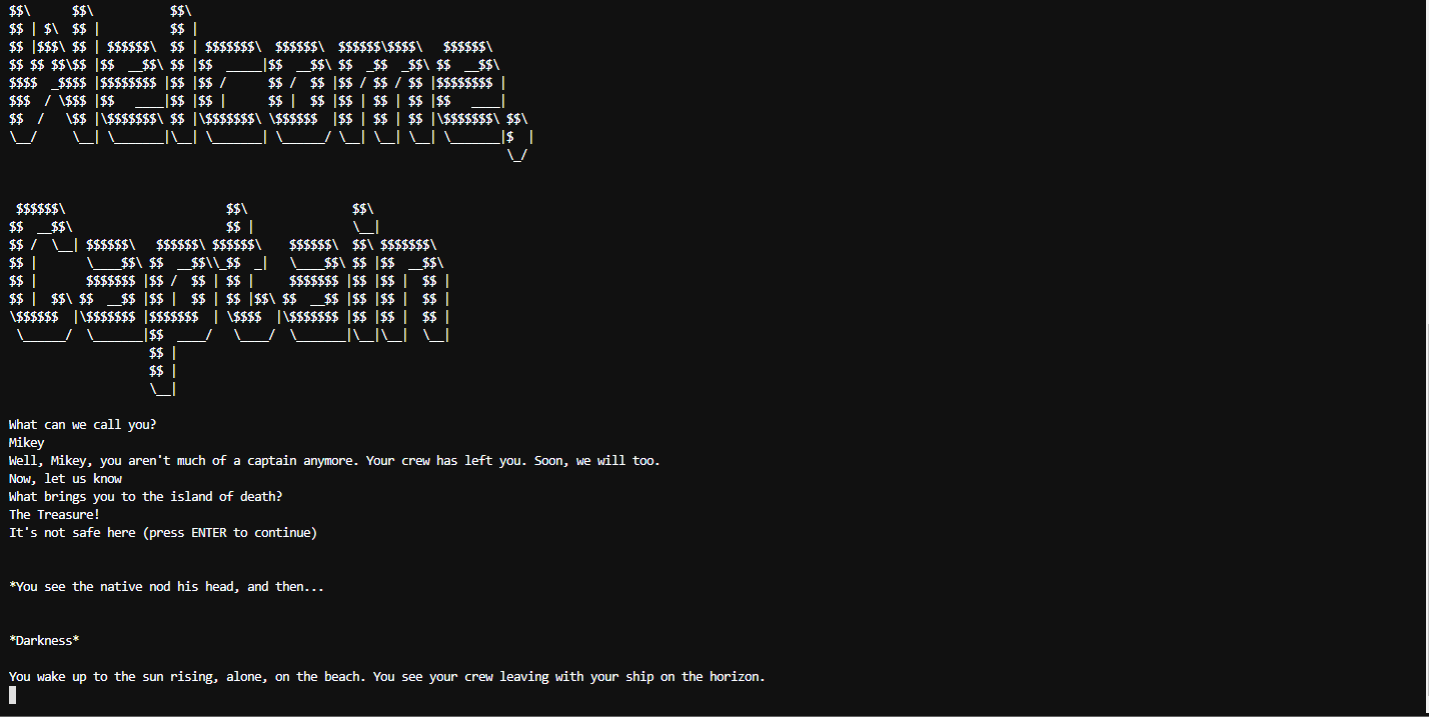 Welcome,
Captain
What can we call you?
Mikey
Well, Mikey, you aren't much of a captain anymore. Your crew has left you. Soon, we will too.
Now, let us know
What brings you to the island of death?
The Treasure!
It's not safe here (press ENTER to continue)
*You see the native nod his head, and then...
*Darkness*
You wake up to the sun rising, alone, on the beach. You see your crew leaving with your ship on the horizon.